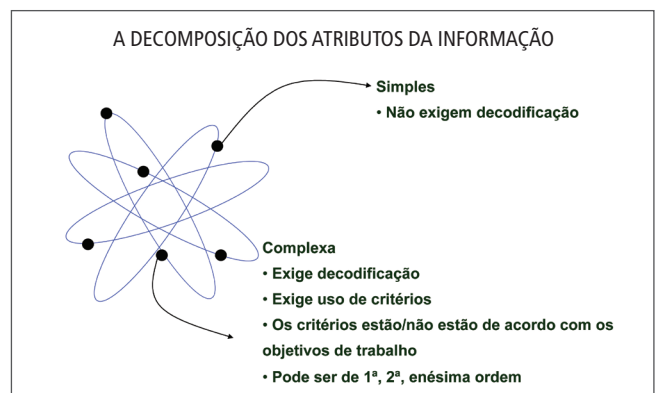 A DECOMPOSIÇÃO DOS ATRIBUTOS DA INFORMAÇÃO
Simples
• Não exigem decodificação
Complexa
• Exige decodificação
• Exige uso de critérios
• Os critérios estão/não estão de acordo com os
objetivos de trabalho
• Pode ser de 1ª, 2ª, enésima ordem